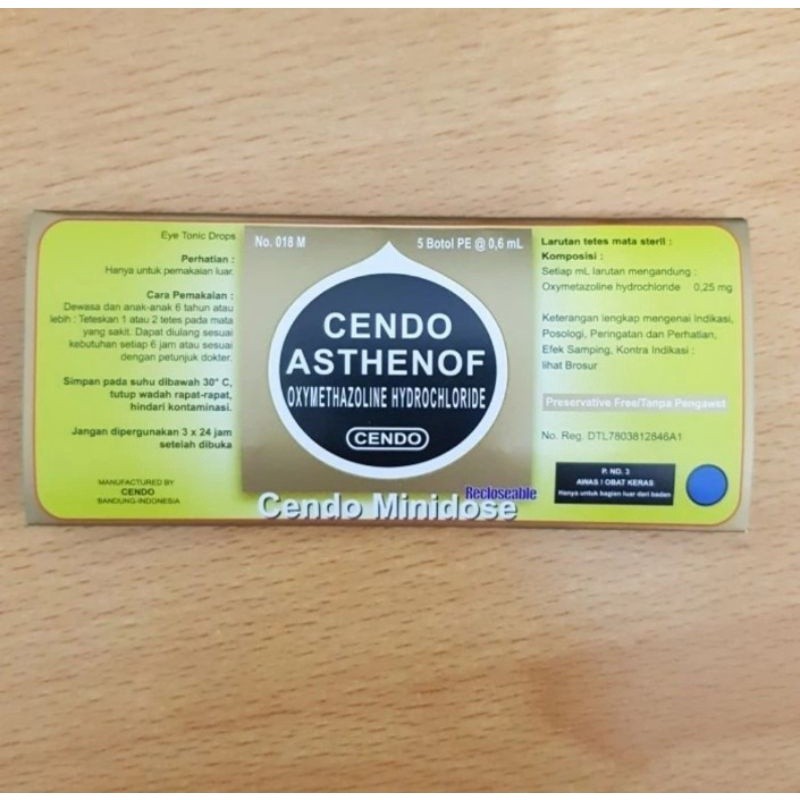 Eye Tonic Drops
Perhatian :
Hanya untuk pemakaian luar.
Cara Pemakaian :
Dewasa dan anak-anak 6 tahun atau
lebih : Teteskan 1 atau 2 tetes pada mata
yang sakit. Dapat diulang sesuai
kebutuhan setiap 6 jam atau sesuai
dengan petunjuk dokter.
Simpan pada suhu dibawah 30° C,
tutup wadah rapat-rapat,
hindari kontaminasi.
Jangan dipergunakan 3 x 24 jam
setelah dibuka
MANUFACTURED BY
CENDO
BANDUNG-INDONESIA
No. 018 M
5 Botol PE @ 0,6 mL
CENDO
ASTHENOF
OXYMETHAZOLINE HYDROCHLORIDE
CENDO
Recloseable
Cendo Minidose
Larutan tetes mata steril :
Komposisi :
Setiap mL larutan mengandung :
Oxymetazoline hydrochloride 0,25 mg
Keterangan lengkap mengenai Indikasi,
Posologi, Peringatan dan Perhatian,
Efek Samping, Kontra Indikasi :
lihat Brosur
Preservative Free/Tanpa Pengawet
No. Reg. DTL7803812846A1
P. NO. 3
AWAS ! OBAT KERAS
Hanya untuk bagian luar dari badan